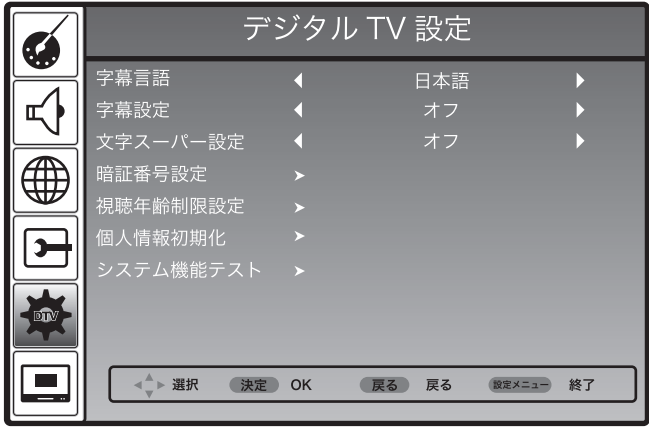 デジタル TV 設定
字幕言語 日本語
字幕設定 オフ
文字スーパー設定 オフ
暗証番号設定
視聴年齢制限設定
個人情報初期化
システム機能テスト
DTV
選択 決定 OK 戻る 戻る 設定メニュー 終了